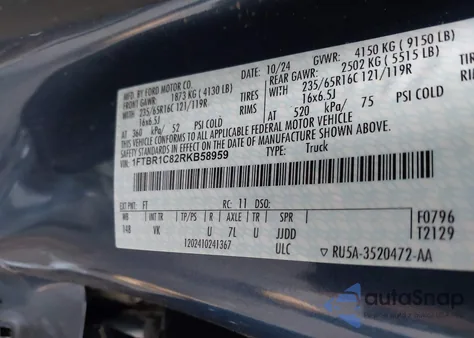 MFD. BY FORD MOTOR CO.
DATE: 10/24 GVWR: 4150 KG ( 9150 LB)
FRONT GAWR: 1873 KG ( 4130 LB) REAR GAWR: 2502 KG ( 5515 LB)
235/65R16C 121/119R TIRES 235/65R16C 121/119R
16x6.5J RIMS 16x6.5J
AT 360 kPa/ 52 PSI COLD AT 520 kPa/ 75 PSI COLD
THIS VEHICLE CONFORMS TO ALL APPLICABLE FEDERAL MOTOR VEHICLE
SAFETY STANDARDS IN EFFECT ON THE DATE OF MANUFACTURE SHOWN ABOVE.
VIN: 1FTBR1C82RKB58959
TYPE: Truck
EXT PNT: FT RC: 11 DSO:
WB INT TR TP/PS R AXLE TR SPR F0796
148 VK U 7L U JJDD T2129
1202410241367 ULC ▽ RU5A-3520472-AA
autoSnap